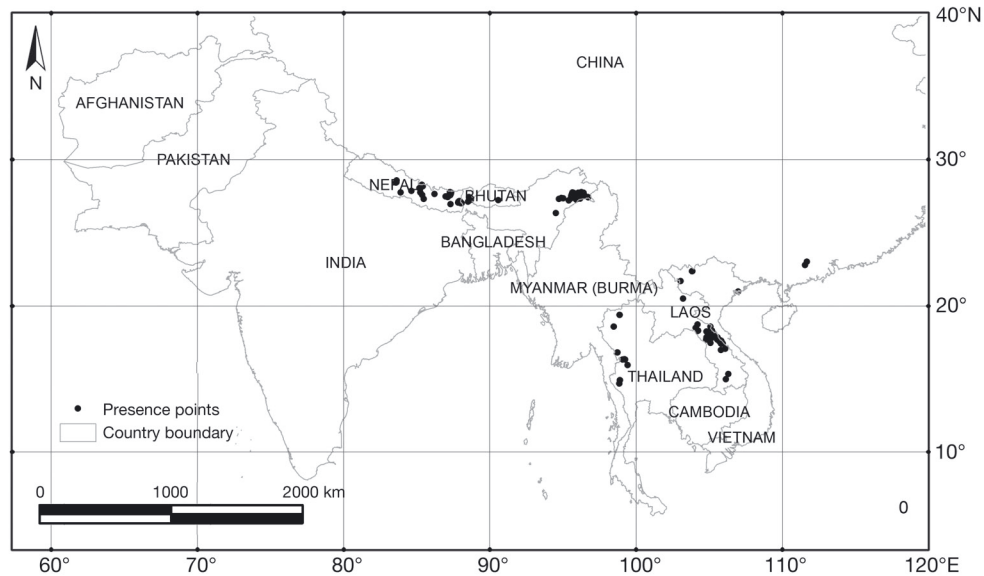 40°N
N
CHINA
AFGHANISTAN
PAKISTAN
30°
NEPAL
BHUTAN
BANGLADESH
INDIA
MYANMAR (BURMA)
20°
LAOS
THAILAND
Presence points
CAMBODIA
Country boundary
VIETNAM
10°
0 1000 2000 km
0
60° 70° 80° 90° 100° 110° 120°E